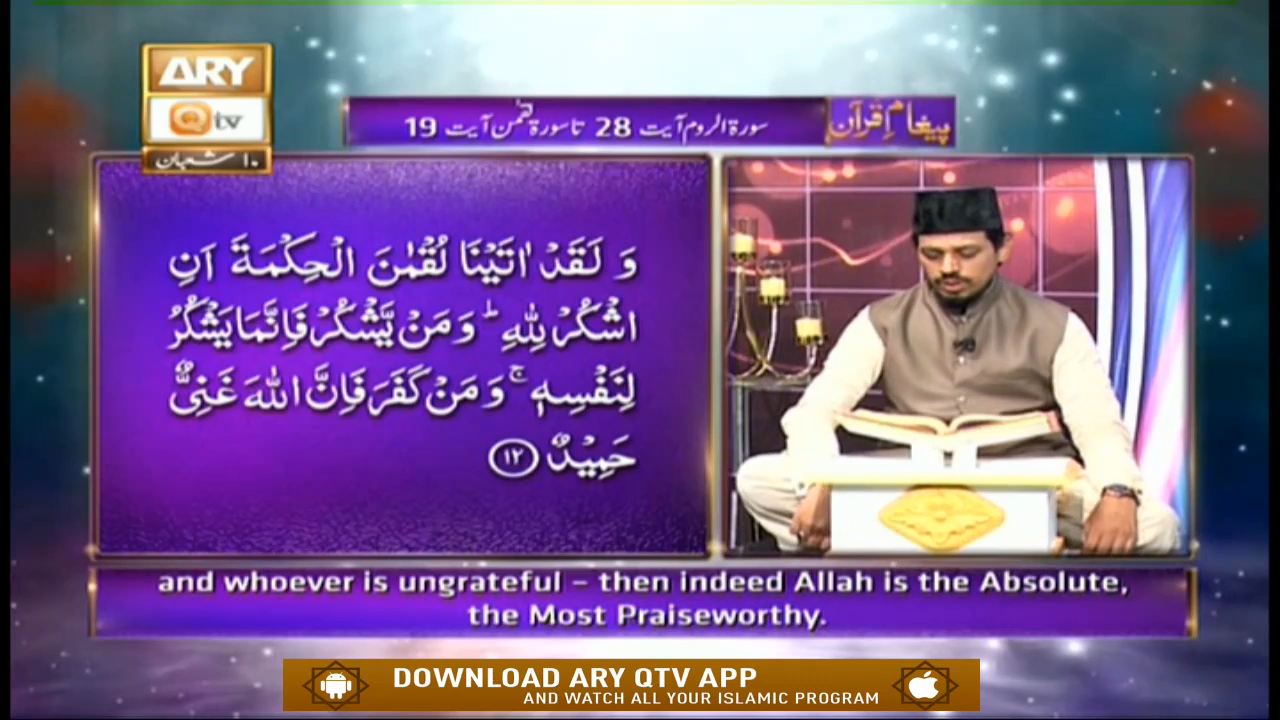 ARY
Qtv
۱۰ شعبان
پیغامِ قرآن
سورۃ الروم آیت 28 تا سورۃ لقمٰن آیت 19
وَ لَقَدْ اٰتَیْنَا لُقْمٰنَ الْحِكْمَةَ اَنِ
اشْكُرْ لِلّٰهِ ؕ وَ مَنْ یَّشْكُرْ فَاِنَّمَا یَشْكُرُ
لِنَفْسِهٖ ۚ وَ مَنْ كَفَرَ فَاِنَّ اللّٰهَ غَنِیٌّ
حَمِیْدٌ ﴿۱۲﴾
and whoever is ungrateful – then indeed Allah is the Absolute,
the Most Praiseworthy.
DOWNLOAD ARY QTV APP
AND WATCH ALL YOUR ISLAMIC PROGRAM